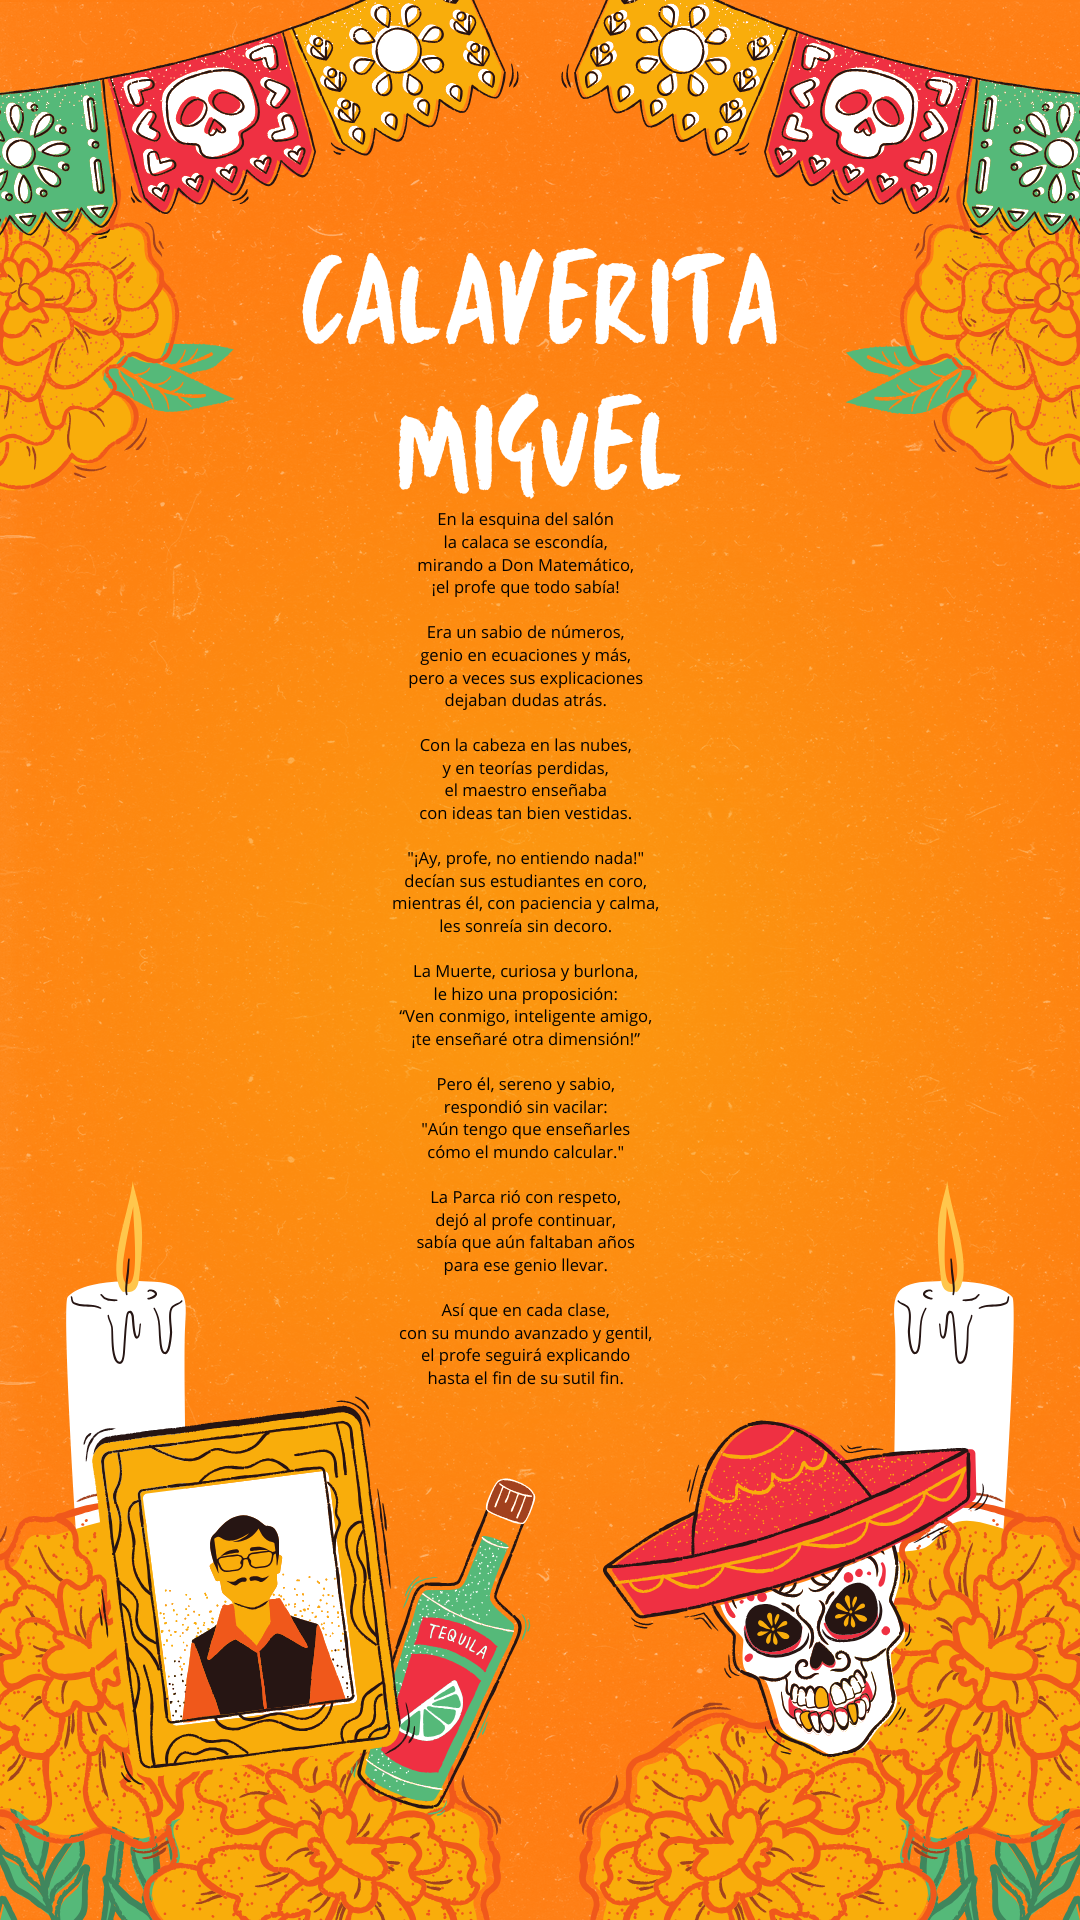 CALAVERITA
MIGUEL
En la esquina del salón
la calaca se escondía,
mirando a Don Matemático,
¡el profe que todo sabía!
Era un sabio de números,
genio en ecuaciones y más,
pero a veces sus explicaciones
dejaban dudas atrás.
Con la cabeza en las nubes,
y en teorías perdidas,
el maestro enseñaba
con ideas tan bien vestidas.
"¡Ay, profe, no entiendo nada!"
decían sus estudiantes en coro,
mientras él, con paciencia y calma,
les sonreía sin decoro.
La Muerte, curiosa y burlona,
le hizo una proposición:
“Ven conmigo, inteligente amigo,
¡te enseñaré otra dimensión!”
Pero él, sereno y sabio,
respondió sin vacilar:
"Aún tengo que enseñarles
cómo el mundo calcular."
La Parca rió con respeto,
dejó al profe continuar,
sabía que aún faltaban años
para ese genio llevar.
Así que en cada clase,
con su mundo avanzado y gentil,
el profe seguirá explicando
hasta el fin de su sutil fin.
TEQUILA